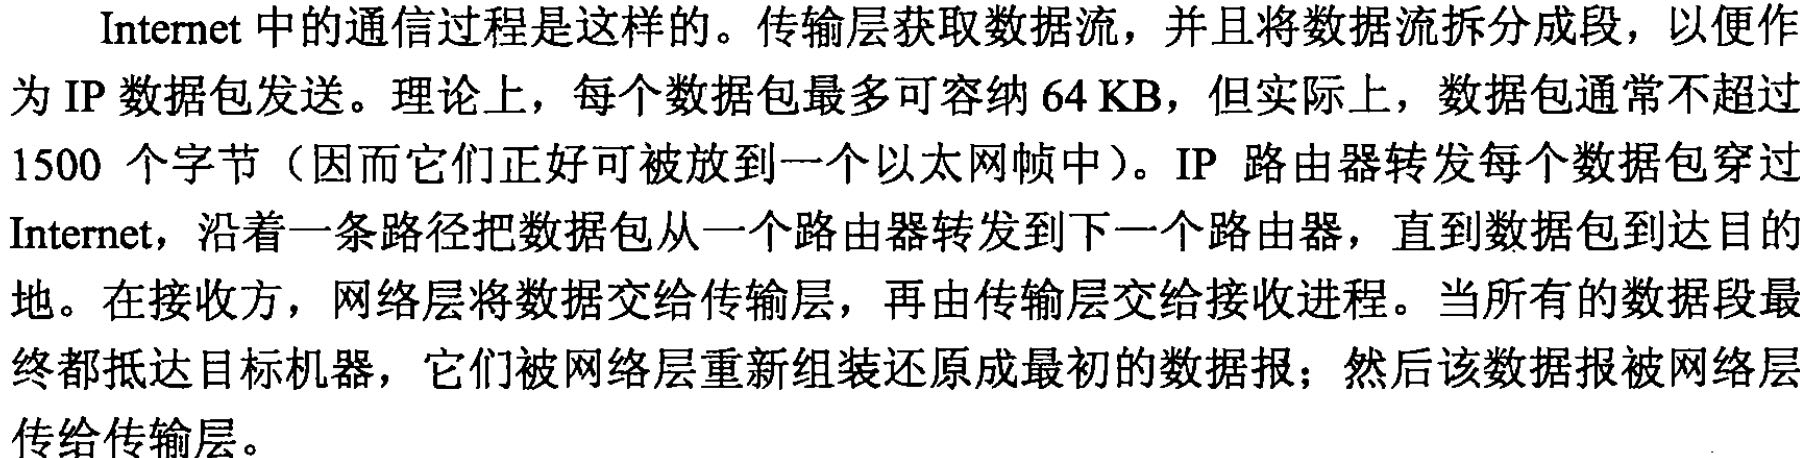 Internet 中的通信过程是这样的。传输层获取数据流，并且将数据流拆分成段，以便作
为 IP 数据包发送。理论上，每个数据包最多可容纳 64 KB，但实际上，数据包通常不超过
1500 个字节（因而它们正好可被放到一个以太网帧中）。IP 路由器转发每个数据包穿过
Internet，沿着一条路径把数据包从一个路由器转发到下一个路由器，直到数据包到达目的
地。在接收方，网络层将数据交给传输层，再由传输层交给接收进程。当所有的数据段最
终都抵达目标机器，它们被网络层重新组装还原成最初的数据报；然后该数据报被网络层
传给传输层。